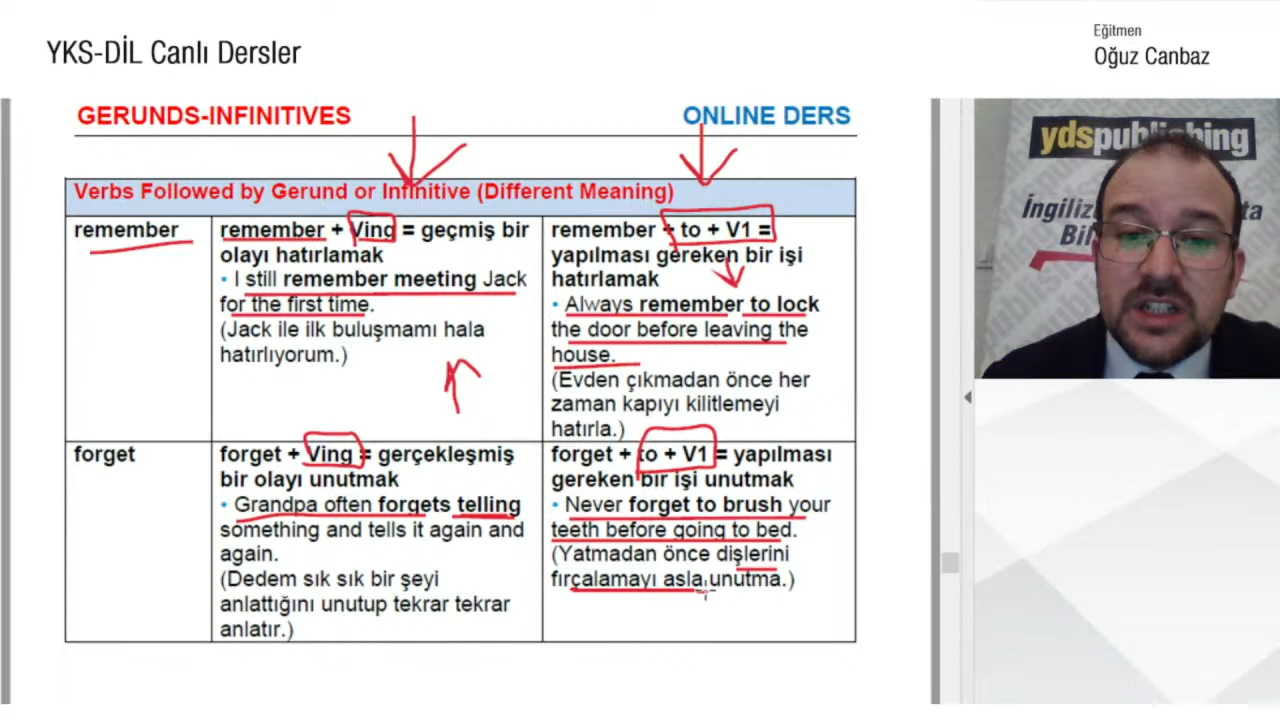 YKS-DİL Canlı Dersler
Eğitmen
Oğuz Canbaz
GERUNDS-INFINITIVES
ONLINE DERS
Verbs Followed by Gerund or Infinitive (Different Meaning)
remember
remember + Ving = geçmiş bir
olayı hatırlamak
• I still remember meeting Jack
for the first time.
(Jack ile ilk buluşmamı hala
hatırlıyorum.)
remember + to + V1 =
yapılması gereken bir işi
hatırlamak
• Always remember to lock
the door before leaving the
house.
(Evden çıkmadan önce her
zaman kapıyı kilitlemeyi
hatırla.)
forget
forget + Ving = gerçekleşmiş
bir olayı unutmak
• Grandpa often forgets telling
something and tells it again and
again.
(Dedem sık sık bir şeyi
anlattığını unutup tekrar tekrar
anlatır.)
forget + to + V1 = yapılması
gereken bir işi unutmak
• Never forget to brush your
teeth before going to bed.
(Yatmadan önce dişlerini
fırçalamayı asla unutma.)
ydspublishing